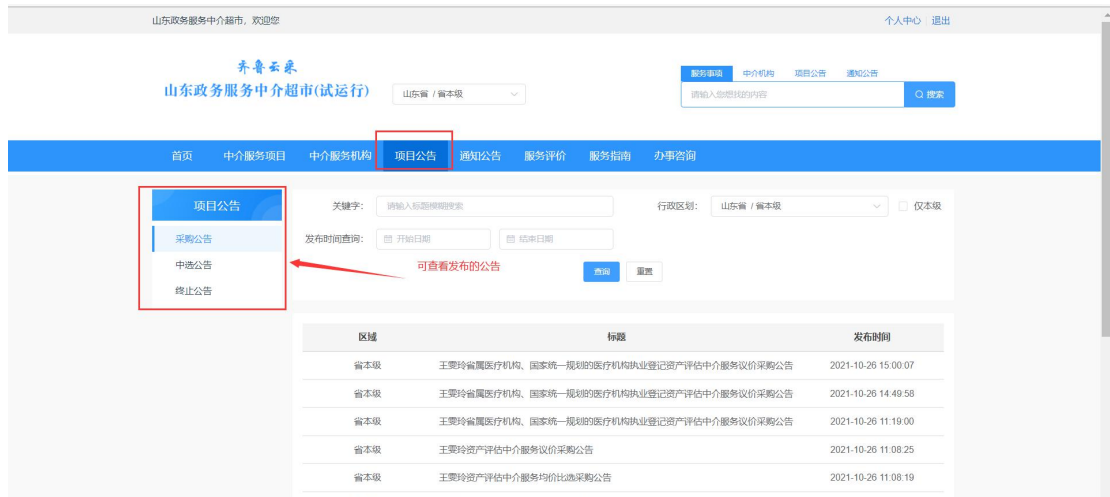 山东政务服务中介超市，欢迎您 个人中心 退出
齐鲁云采
服务事项 中介机构 项目公告 通知公告
山东政务服务中介超市(试运行) 山东省 / 省本级 请输入您想找的内容 搜索
首页 中介服务项目 中介服务机构 项目公告 通知公告 服务评价 服务指南 办事咨询
项目公告 关键字： 请输入标题模糊搜索 行政区划： 山东省 / 省本级 仅本级
采购公告 发布时间查询： 开始日期 结束日期
中选公告 可查看发布的公告 查询 重置
终止公告
区域 标题 发布时间
省本级 王雯玲省属医疗机构、国家统一规划的医疗机构执业登记资产评估中介服务议价采购公告 2021-10-26 15:00:07
省本级 王雯玲省属医疗机构、国家统一规划的医疗机构执业登记资产评估中介服务议价采购公告 2021-10-26 14:49:58
省本级 王雯玲省属医疗机构、国家统一规划的医疗机构执业登记资产评估中介服务议价采购公告 2021-10-26 11:19:00
省本级 王雯玲资产评估中介服务议价采购公告 2021-10-26 11:08:25
省本级 王雯玲资产评估中介服务均价比选采购公告 2021-10-26 11:08:19